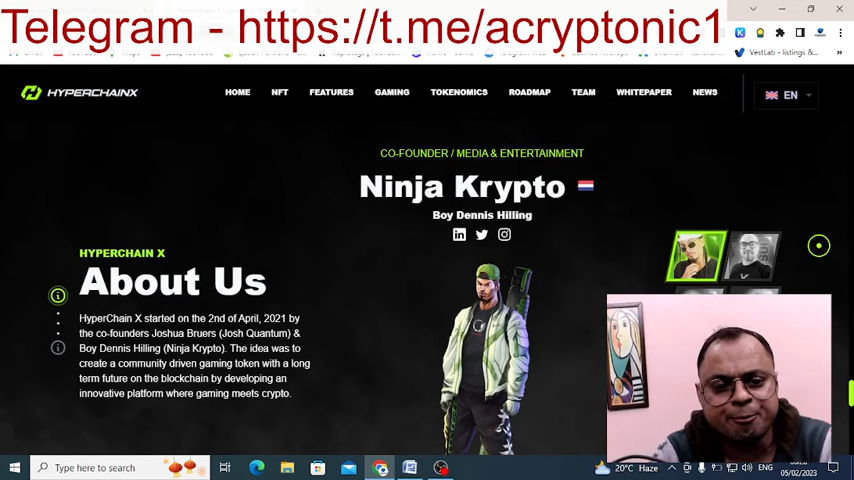 Telegram - https://t.me/acryptonic1
VestLab - listings &...
HYPERCHAINX
HOME NFT FEATURES GAMING TOKENOMICS ROADMAP TEAM WHITEPAPER NEWS
EN
CO-FOUNDER / MEDIA & ENTERTAINMENT
Ninja Krypto
Boy Dennis Hilling
HYPERCHAIN X
About Us
HyperChain X started on the 2nd of April, 2021 by
the co-founders Joshua Bruers (Josh Quantum) &
Boy Dennis Hilling (Ninja Krypto). The idea was to
create a community driven gaming token with a long
term future on the blockchain by developing an
innovative platform where gaming meets crypto.
Type here to search
20°C Haze
ENG
05/02/2023